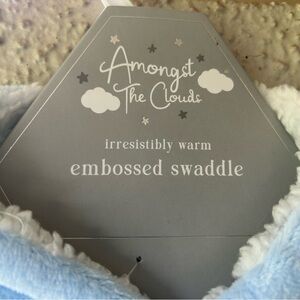 Amongst
The Clouds
irresistibly warm
embossed swaddle